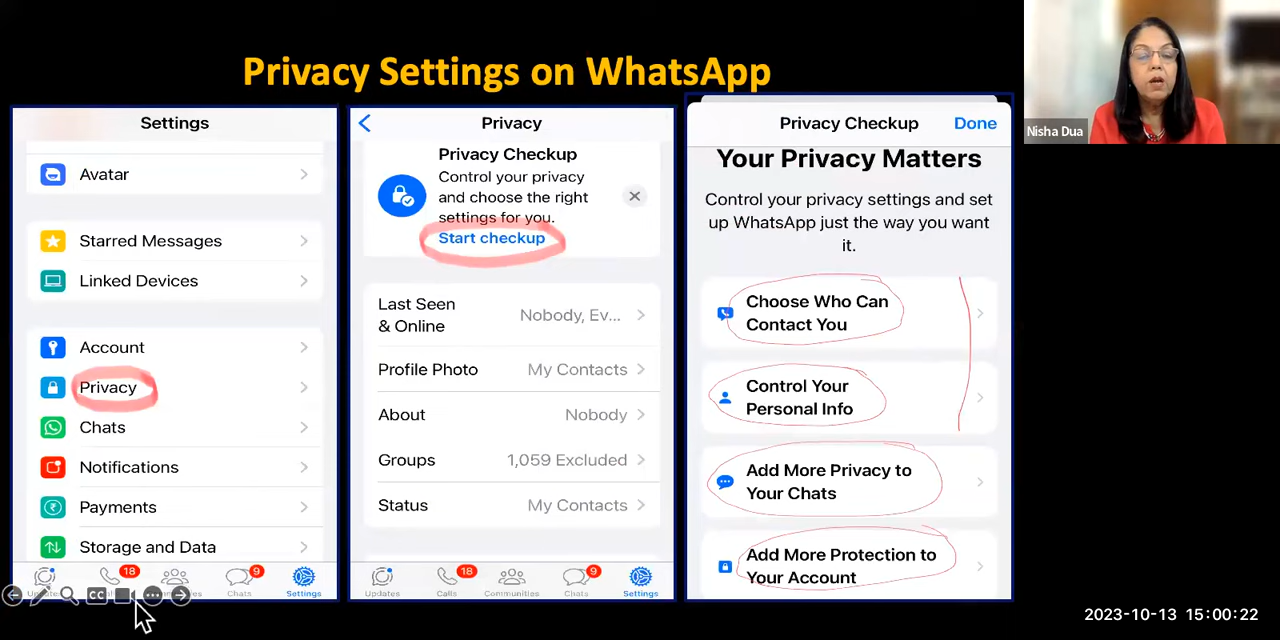 Privacy Settings on WhatsApp
Nisha Dua
Settings
Avatar
Starred Messages
Linked Devices
Account
Privacy
Chats
Notifications
Payments
Storage and Data
18
9
Chats
Settings
CC
Privacy
Privacy Checkup
Control your privacy
and choose the right
settings for you.
Start checkup
Last Seen
& Online
Nobody, Ev...
Profile Photo
My Contacts
About
Nobody
Groups
1,059 Excluded
Status
My Contacts
18
9
Updates
Calls
Communities
Chats
Settings
Privacy Checkup
Done
Your Privacy Matters
Control your privacy settings and set
up WhatsApp just the way you want
it.
Choose Who Can
Contact You
Control Your
Personal Info
Add More Privacy to
Your Chats
Add More Protection to
Your Account
2023-10-13 15:00:22